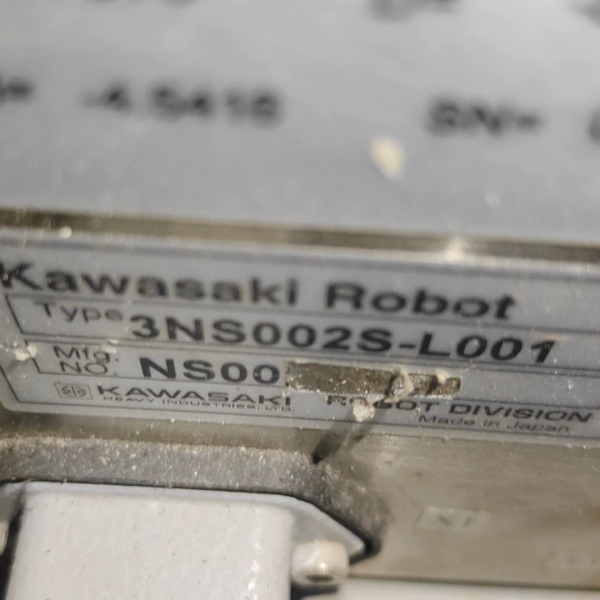 -4.5416 SN=
Kawasaki Robot
Type 3NS002S-L001
Mfg. NO. NS00
KAWASAKI ROBOT DIVISION
HEAVY INDUSTRIES, LTD. Made in Japan